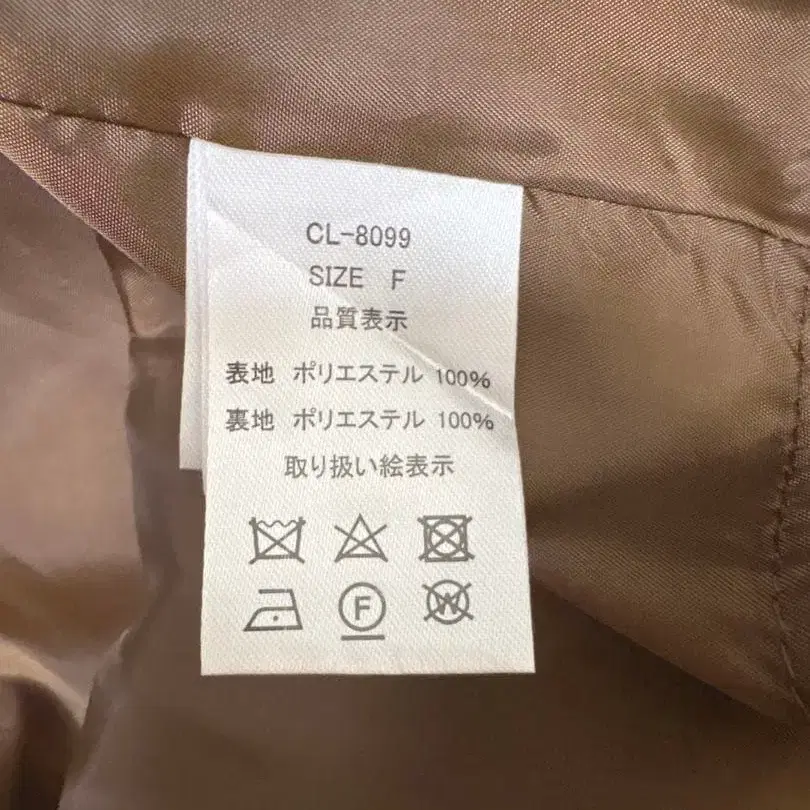 CL-8099
SIZE F
品質表示
表地 ポリエステル 100%
裏地 ポリエステル 100%
取り扱い絵表示
F W